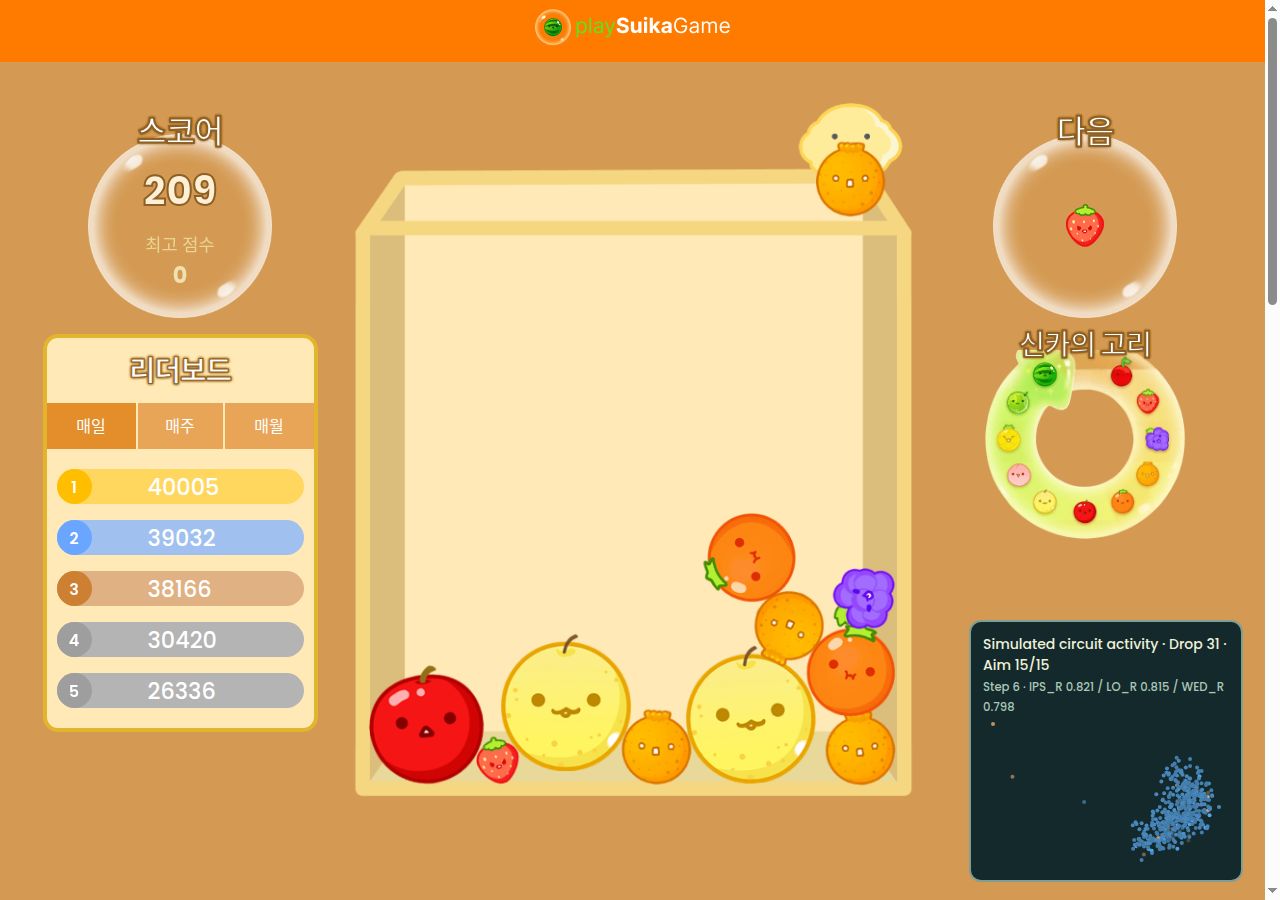 playSuikaGame
스코어
209
최고 점수
0
다음
신카의 고리
리더보드
매일 매주 매월
1 40005
2 39032
3 38166
4 30420
5 26336
Simulated circuit activity · Drop 31 ·
Aim 15/15
Step 6 · IPS_R 0.821 / LO_R 0.815 / WED_R
0.798